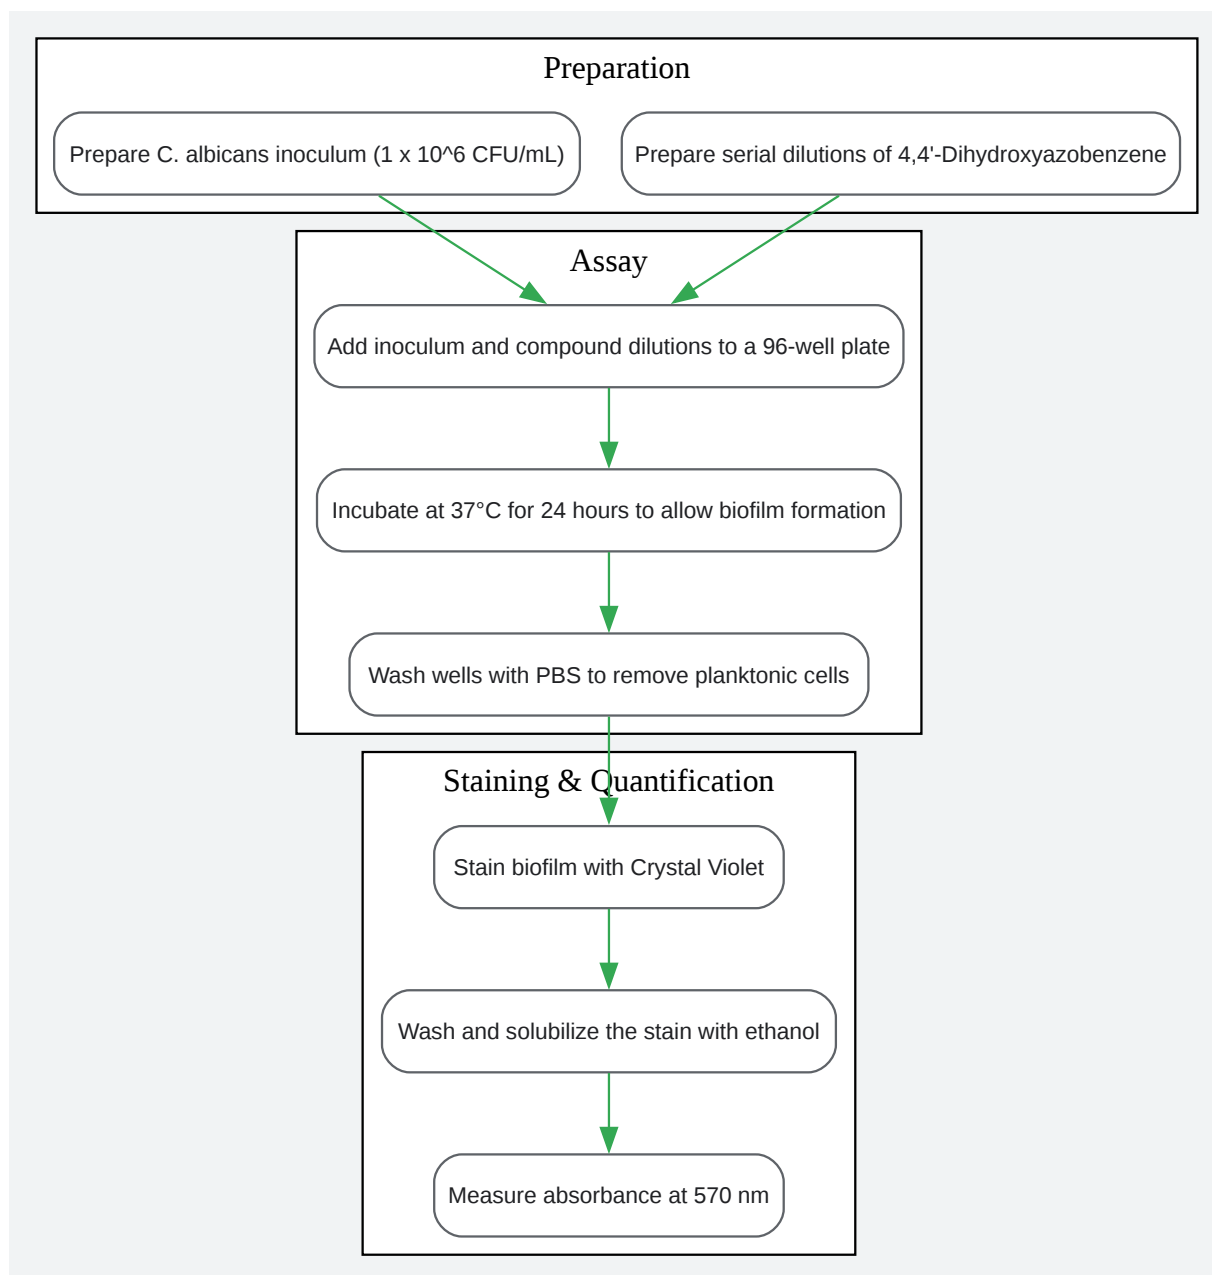 Preparation
Prepare C. albicans inoculum (1 x 10^6 CFU/mL)
Prepare serial dilutions of 4,4'-Dihydroxyazobenzene
Assay
Add inoculum and compound dilutions to a 96-well plate
Incubate at 37°C for 24 hours to allow biofilm formation
Wash wells with PBS to remove planktonic cells
Staining & Quantification
Stain biofilm with Crystal Violet
Wash and solubilize the stain with ethanol
Measure absorbance at 570 nm